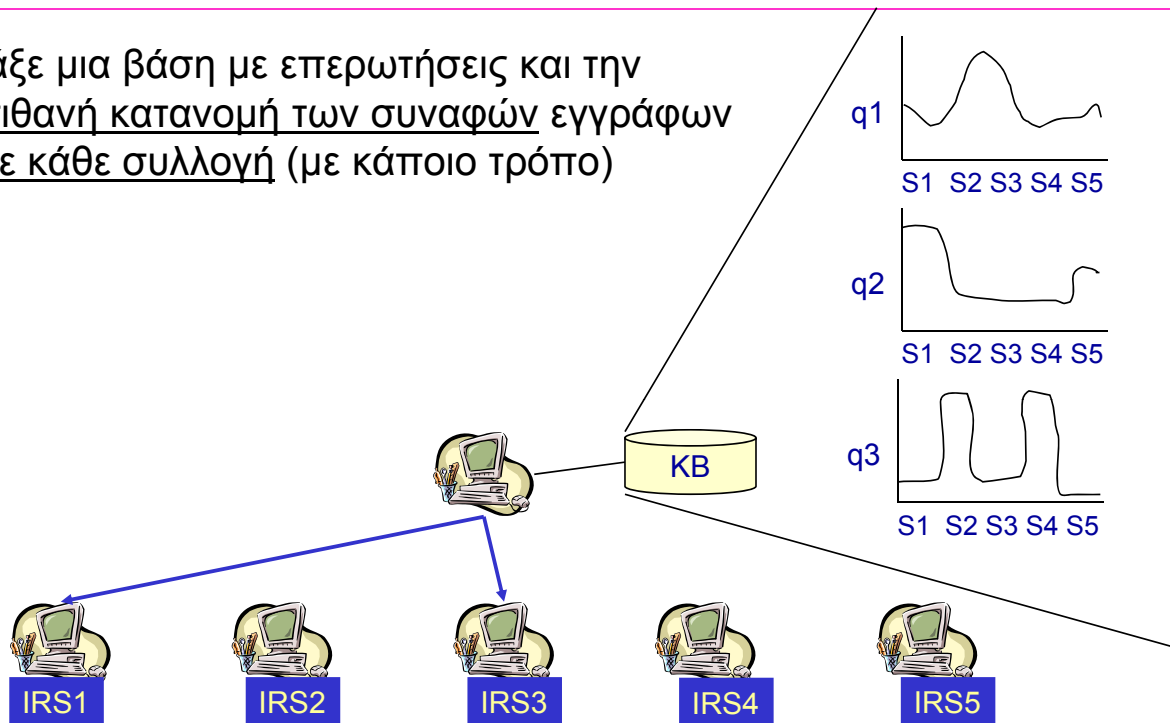 άξε μια βάση με επερωτήσεις και την
ιθανή κατανομή των συναφών εγγράφων
ε κάθε συλλογή (με κάποιο τρόπο)
q1
S1 S2 S3 S4 S5
q2
S1 S2 S3 S4 S5
q3
S1 S2 S3 S4 S5
KB
IRS1 IRS2 IRS3 IRS4 IRS5